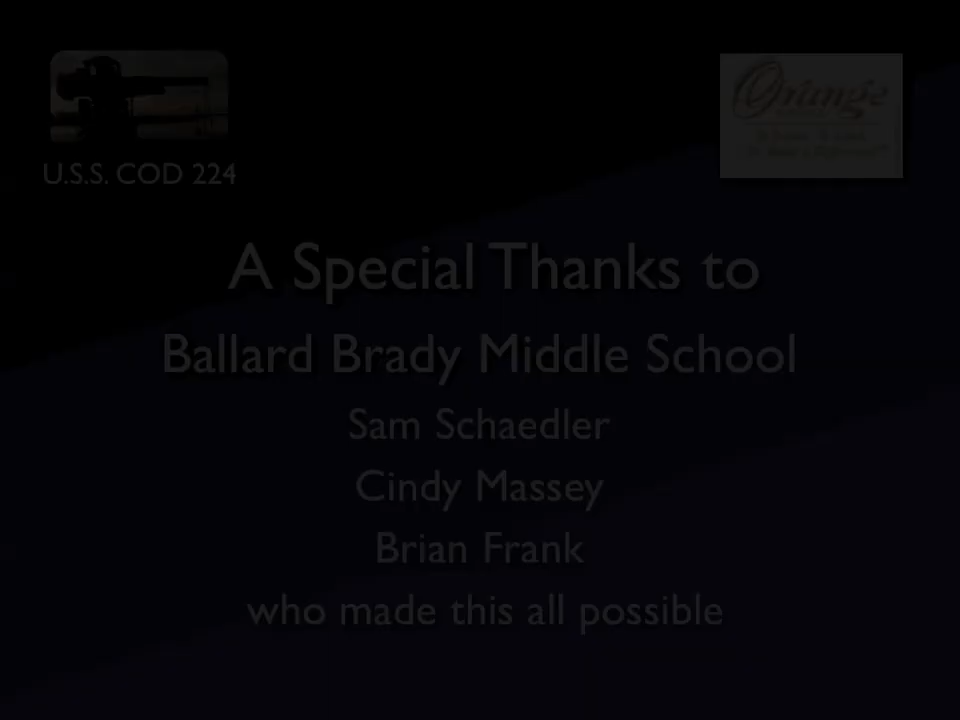 Orange
U.S.S. COD 224
A Special Thanks to
Ballard Brady Middle School
Sam Schaedler
Cindy Massey
Brian Frank
who made this all possible